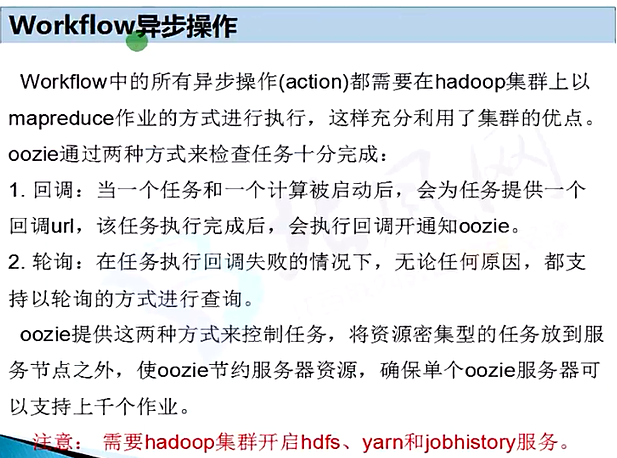 Workflow异步操作
Workflow中的所有异步操作(action)都需要在hadoop集群上以
mapreduce作业的方式进行执行，这样充分利用了集群的优点。
oozie通过两种方式来检查任务十分完成：
1. 回调：当一个任务和一个计算被启动后，会为任务提供一个
回调url，该任务执行完成后，会执行回调开通知oozie。
2. 轮询：在任务执行回调失败的情况下，无论任何原因，都支
持以轮询的方式进行查询。
oozie提供这两种方式来控制任务，将资源密集型的任务放到服
务节点之外，使oozie节约服务器资源，确保单个oozie服务器可
以支持上千个作业。
注意： 需要hadoop集群开启hdfs、yarn和jobhistory服务。